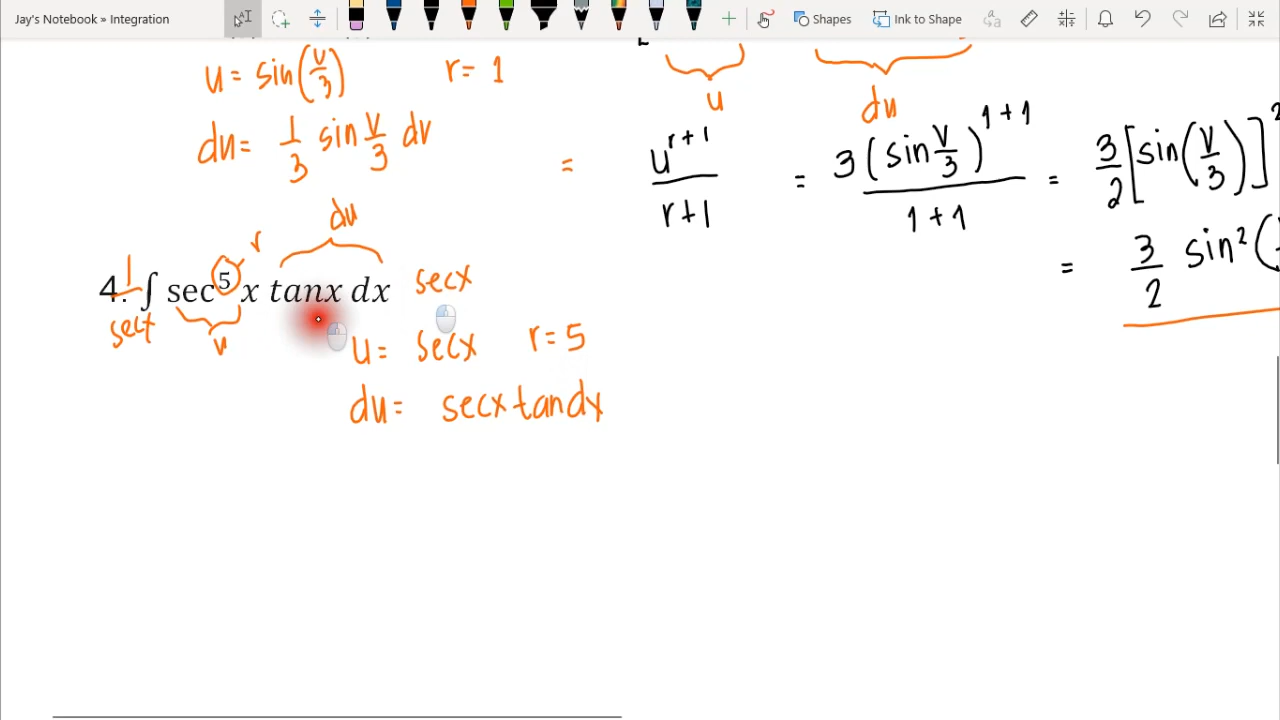 Jay's Notebook » Integration
Shapes
Ink to Shape
u = sin(v/3) r = 1
du = 1/3 sin v/3 dv
u
du
= u^(r+1)/(r+1) = 3(sin v/3)^(1+1)/(1+1) = 3/2 [sin(v/3)]^2
= 3/2 sin²(
du
r
4. 1/secx ∫ sec⁵x tanx dx secx
u
u = secx r = 5
du = secx tandx